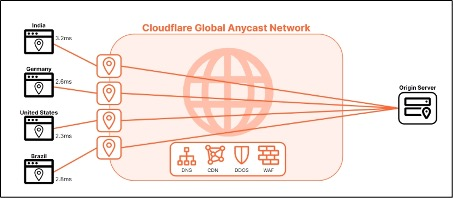 Cloudflare Global Anycast Network
India
3.2ms
Germany
2.6ms
United States
2.3ms
Brazil
2.8ms
Origin Server
DNG
CDN
DDOS
WAF